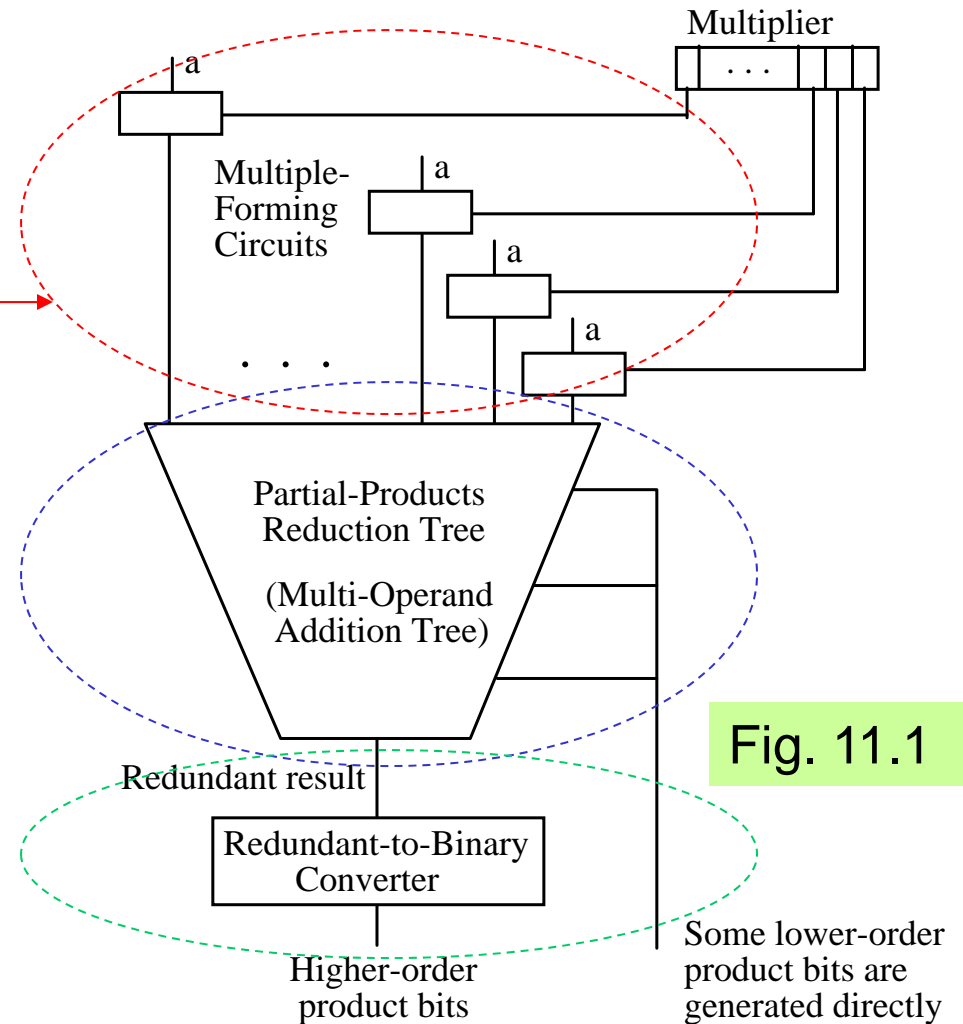 Multiplier
. . .
a
Multiple-
Forming
Circuits
a
a
a
. . .
Partial-Products
Reduction Tree
(Multi-Operand
Addition Tree)
Fig. 11.1
Redundant result
Redundant-to-Binary
Converter
Higher-order
product bits
Some lower-order
product bits are
generated directly